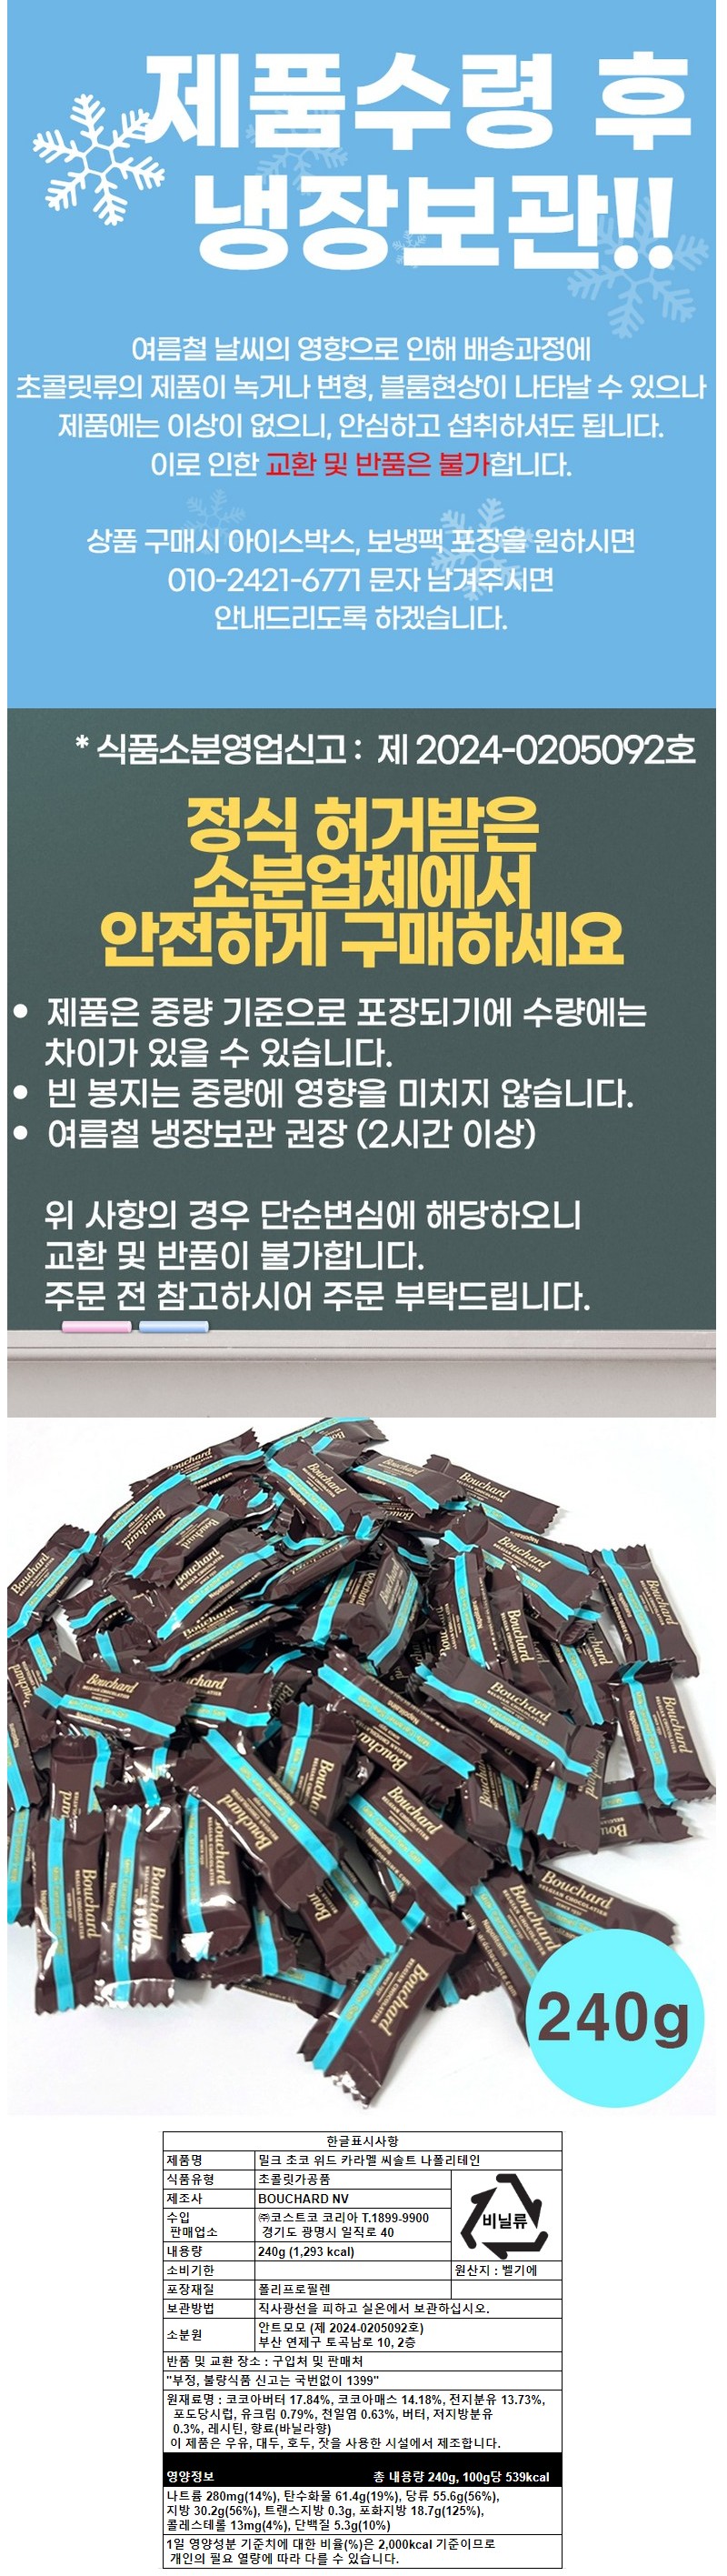 제품수령 후
냉장보관!!
여름철 날씨의 영향으로 인해 배송과정에
초콜릿류의 제품이 녹거나 변형, 블룸현상이 나타날 수 있으나
제품에는 이상이 없으니, 안심하고 섭취하셔도 됩니다.
이로 인한 교환 및 반품은 불가합니다.
상품 구매시 아이스박스, 보냉팩 포장을 원하시면
010-2421-6771 문자 남겨주시면
안내드리도록 하겠습니다.
* 식품소분영업신고 : 제 2024-0205092호
정식 허거받은
소분업체에서
안전하게 구매하세요
• 제품은 중량 기준으로 포장되기에 수량에는
차이가 있을 수 있습니다.
• 빈 봉지는 중량에 영향을 미치지 않습니다.
• 여름철 냉장보관 권장 (2시간 이상)
위 사항의 경우 단순변심에 해당하오니
교환 및 반품이 불가합니다.
주문 전 참고하시어 주문 부탁드립니다.
Bouchard
BELGIAN CHOCOLATIER
Napolitains
240g
한글표시사항
제품명 밀크 초코 위드 카라멜 씨솔트 나폴리테인
식품유형 초콜릿가공품
제조사 BOUCHARD NV
비닐류
수입 ㈜코스트코 코리아 T.1899-9900
판매업소 경기도 광명시 일직로 40
내용량 240g (1,293 kcal)
소비기한 원산지 : 벨기에
포장재질 폴리프로필렌
보관방법 직사광선을 피하고 실온에서 보관하십시오.
소분원 안트모모 (제 2024-0205092호)
부산 연제구 토곡남로 10, 2층
반품 및 교환 장소 : 구입처 및 판매처
"부정, 불량식품 신고는 국번없이 1399"
원재료명 : 코코아버터 17.84%, 코코아매스 14.18%, 전지분유 13.73%,
포도당시럽, 유크림 0.79%, 천일염 0.63%, 버터, 저지방분유
0.3%, 레시틴, 향료(바닐라향)
이 제품은 우유, 대두, 호두, 잣을 사용한 시설에서 제조합니다.
영양정보 총 내용량 240g, 100g당 539kcal
나트륨 280mg(14%), 탄수화물 61.4g(19%), 당류 55.6g(56%),
지방 30.2g(56%), 트랜스지방 0.3g, 포화지방 18.7g(125%),
콜레스테롤 13mg(4%), 단백질 5.3g(10%)
1일 영양성분 기준치에 대한 비율(%)은 2,000kcal 기준이므로
개인의 필요 열량에 따라 다를 수 있습니다.